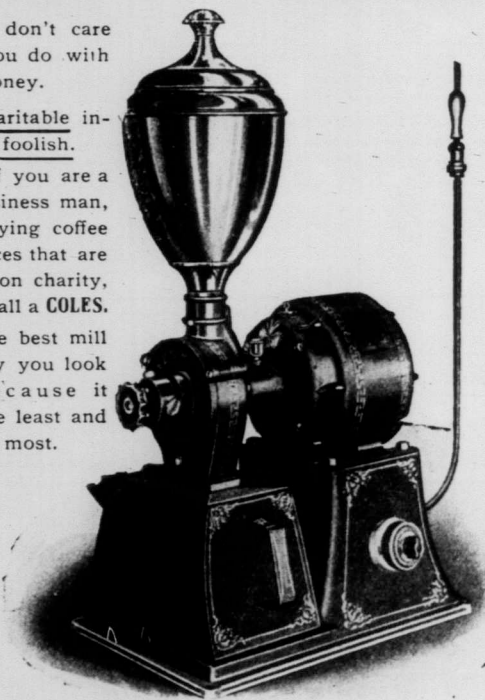 don't care
ou do with
oney.
aritable in-
foolish.
f you are a
iness man,
ying coffee
ces that are
on charity,
all a COLES.
e best mill
y you look
cause it
e least and
most.